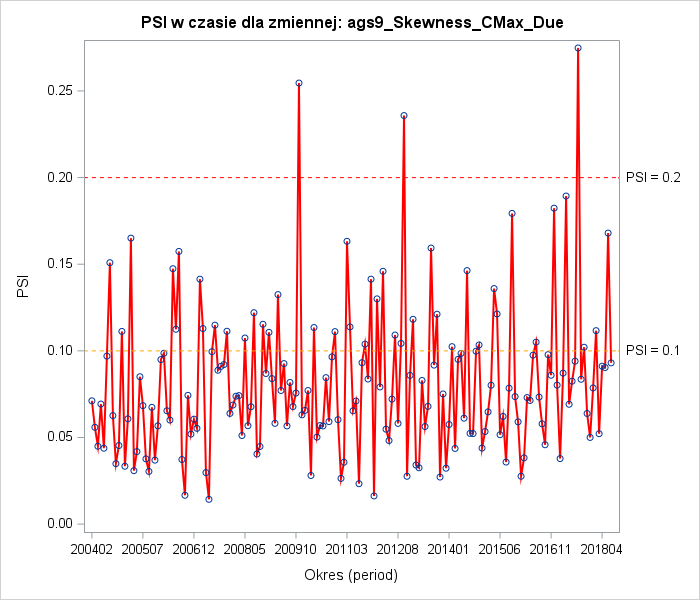 PSI w czasie dla zmiennej: ags9_Skewness_CMax_Due
PSI
0.25
0.20
0.15
0.10
0.05
0.00
PSI = 0.2
PSI = 0.1
200402 200507 200612 200805 200910 201103 201208 201401 201506 201611 201804
Okres (period)